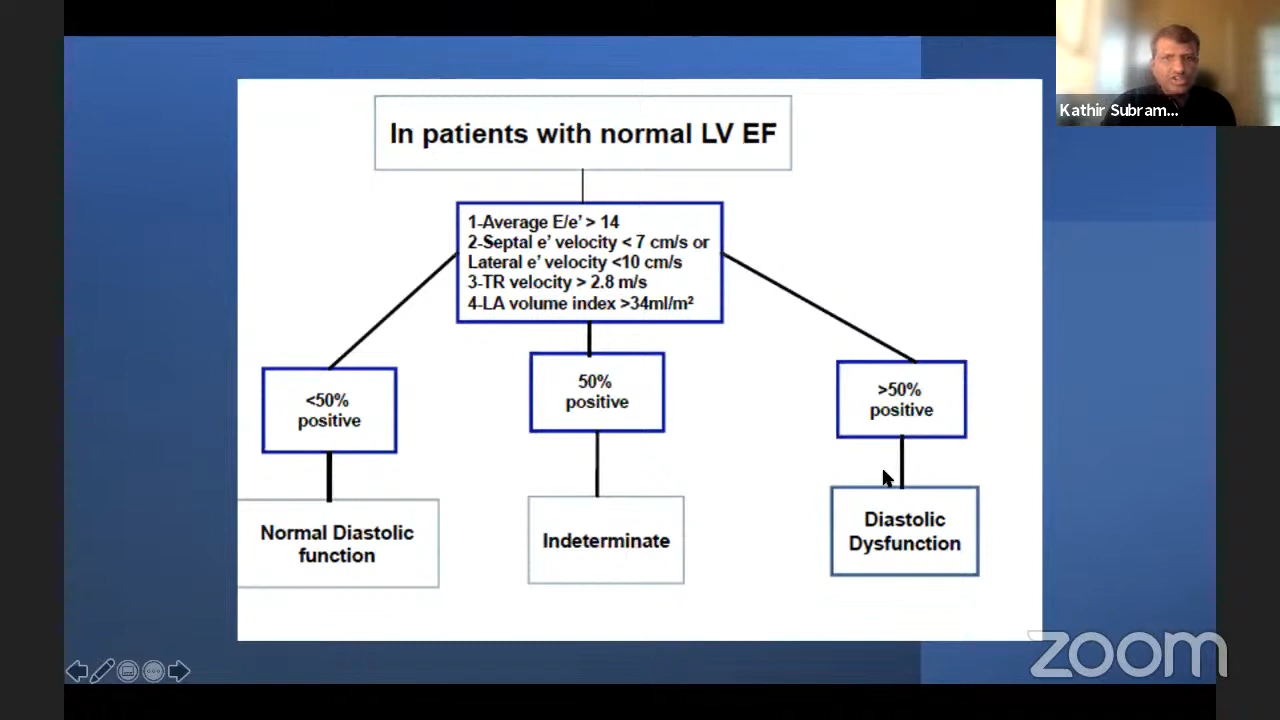 Kathir Subram...
In patients with normal LV EF
1-Average E/e' > 14
2-Septal e' velocity < 7 cm/s or
Lateral e' velocity <10 cm/s
3-TR velocity > 2.8 m/s
4-LA volume index >34ml/m²
<50%
positive
50%
positive
>50%
positive
Normal Diastolic
function
Indeterminate
Diastolic
Dysfunction
zoom